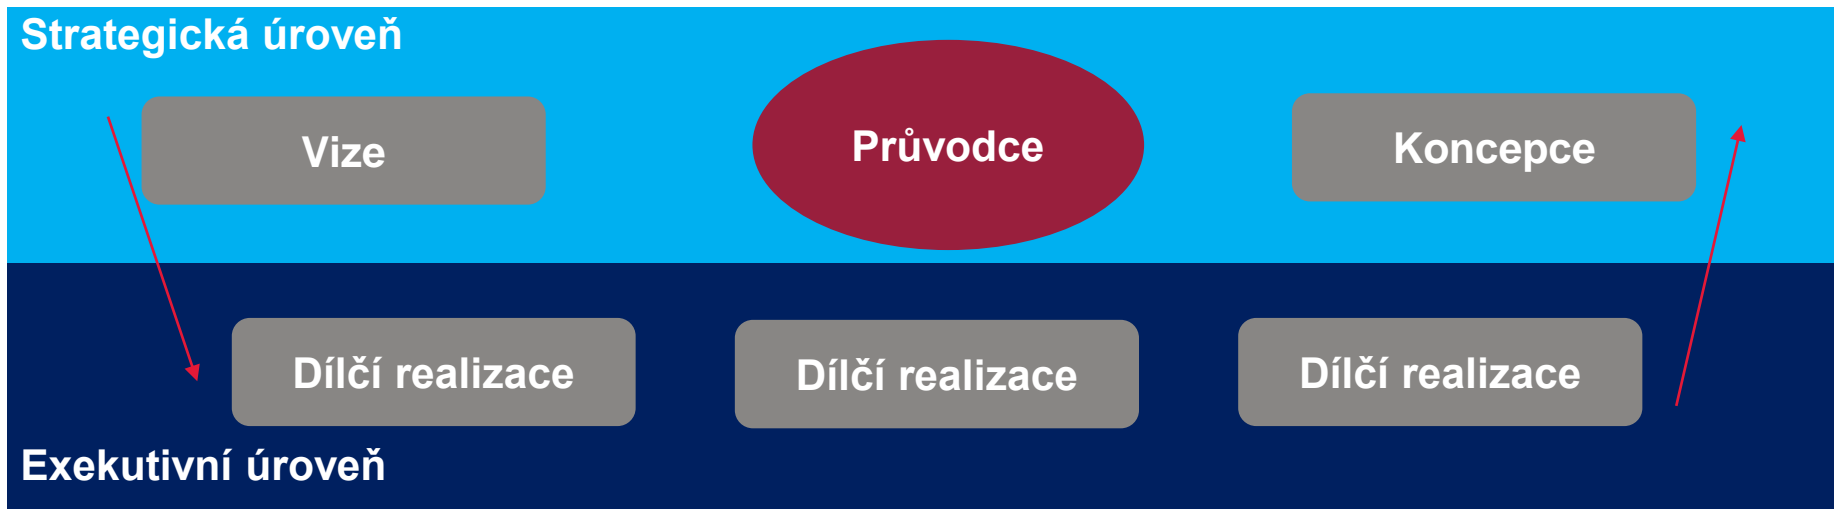 Strategická úroveň
Vize
Průvodce
Koncepce
Dílčí realizace
Dílčí realizace
Dílčí realizace
Exekutivní úroveň